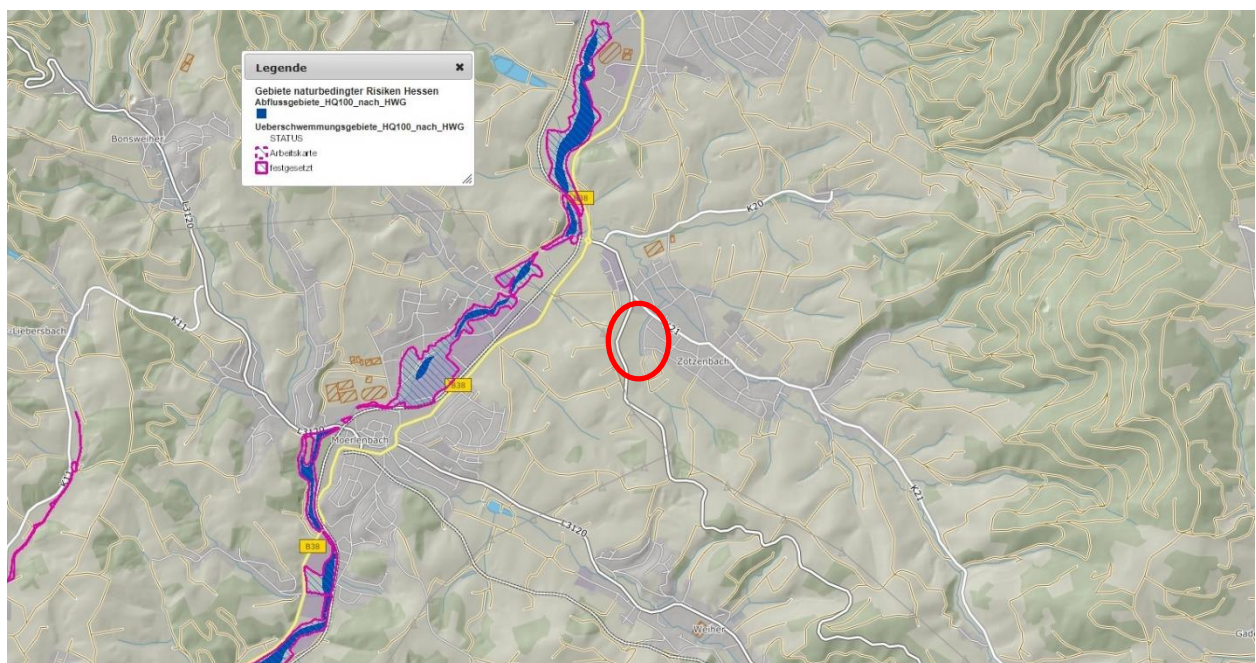 Legende
Gebiete naturbedingter Risiken Hessen
Abflussgebiete_HQ100_nach_HWG
Ueberschwemmungsgebiete_HQ100_nach_HWG
STATUS
Arbeitskarte
festgesetzt
Bonsweiher
L3120
B38
K20
K11
Liebersbach
K21
Zotzenbach
B38
L3120
Moerlenbach
K11
K21
L3120
B38
Weiher